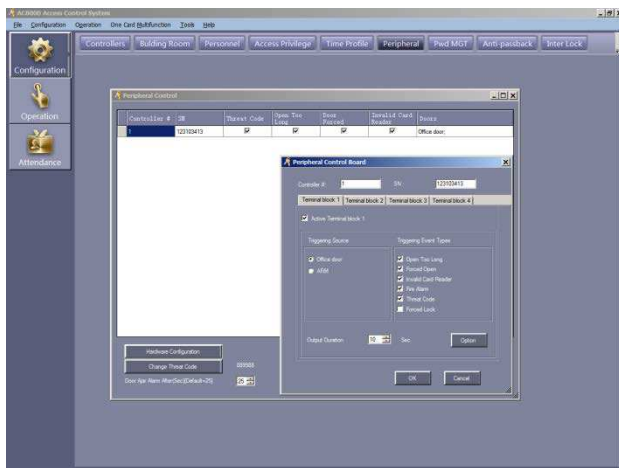 AC8000 Access Control System
File Configuration Operation One Card Multifunction Tools Help
Controllers Building Room Personnel Access Privilege Time Profile Peripheral Pwd MGT Anti-passback Inter Lock
Configuration
Operation
Attendance
Peripheral Control
Controller # SN Threat Code Open Too Long Door Forced Invalid Card Reader Doors
1 123103413 Office door;
Peripheral Control Board
Controller #: 1 SN 123103413
Terminal block 1 Terminal block 2 Terminal block 3 Terminal block 4
Active Terminal block 1
Triggering Source Triggering Event Types
Office door
Open Too Long
Forced Open
Invalid Card Reader
Fire Alarm
Threat Code
Forced Lock
Output Duration 10 Sec Option
OK Cancel
Hardware Configuration
Change Threat Code
Door Ajar Alarm After(Sec)(Default=25) 25